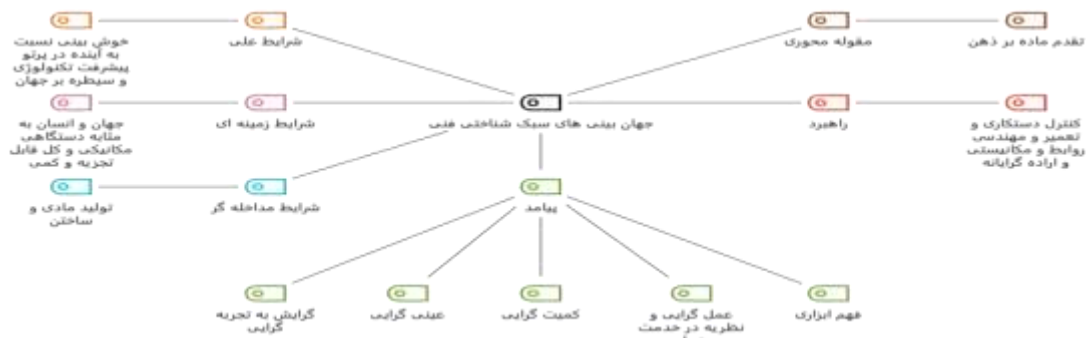 تقدم ماده بر ذهن
مقوله محوری
شرایط علی
خوش بینی نسبت
به آینده در پرتو
پیشرفت تکنولوژی
و سیطره بر جهان
کنترل دستکاری و
تعمیر و مهندسی
روابط و مکانیستی
و اراده گرایانه
راهبرد
جهان بینی های سبک شناختی فنی
شرایط زمینه ای
جهان و انسان به
مثابه دستگاهی
مکانیکی و کل قابل
تجزیه و کمی
پیامد
شرایط مداخله گر
تولید مادی و
ساختن
فهم ابزاری
عمل گرایی و
نظریه در خدمت
کمیت گرایی
عینی گرایی
گرایش به تجربه
گرایی